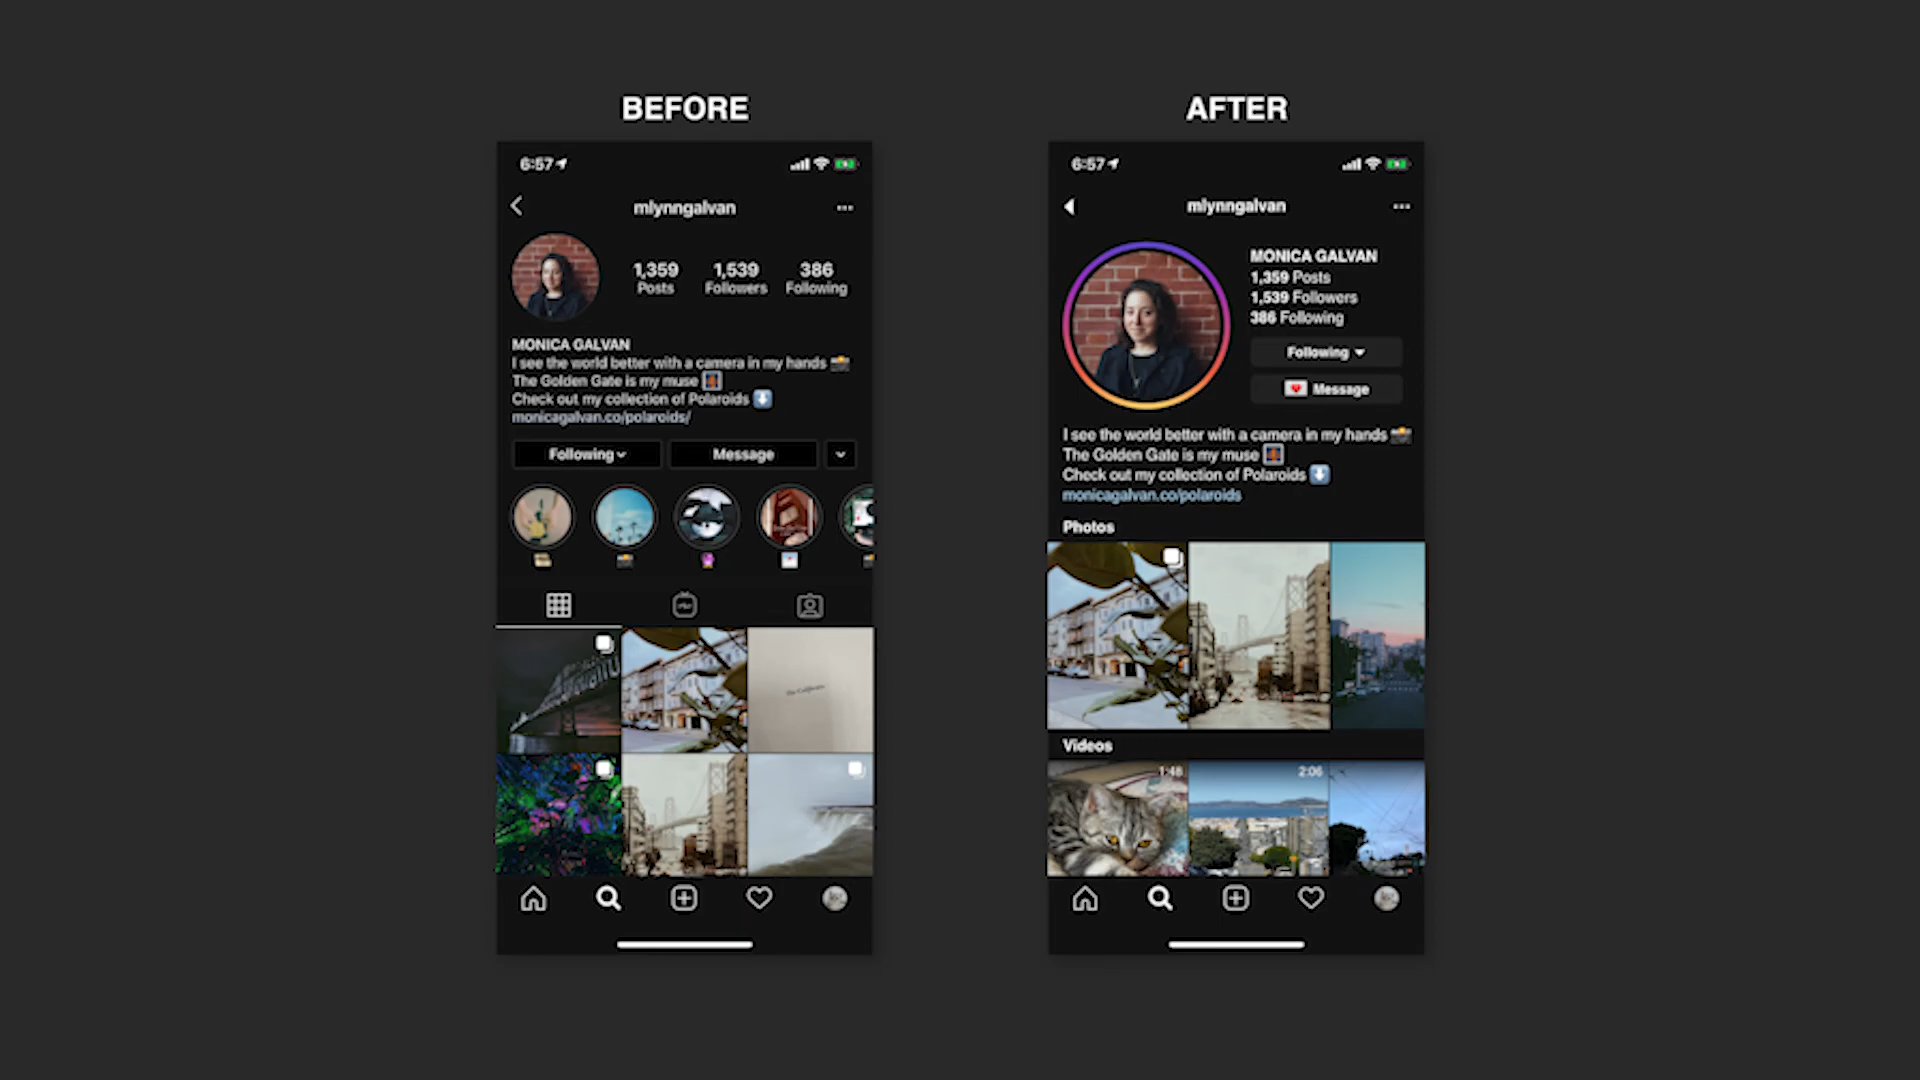 BEFORE
6:57
mlynngalvan
1,359 1,539 386
Posts Followers Following
MONICA GALVAN
I see the world better with a camera in my hands 📸
The Golden Gate is my muse 🌉
Check out my collection of Polaroids ⬇️
monicagalvan.co/polaroids/
Following Message
AFTER
6:57
mlynngalvan
MONICA GALVAN
1,359 Posts
1,539 Followers
386 Following
Following
💌 Message
I see the world better with a camera in my hands 📸
The Golden Gate is my muse 🌉
Check out my collection of Polaroids ⬇️
monicagalvan.co/polaroids
Photos
Videos
1:48 2:06